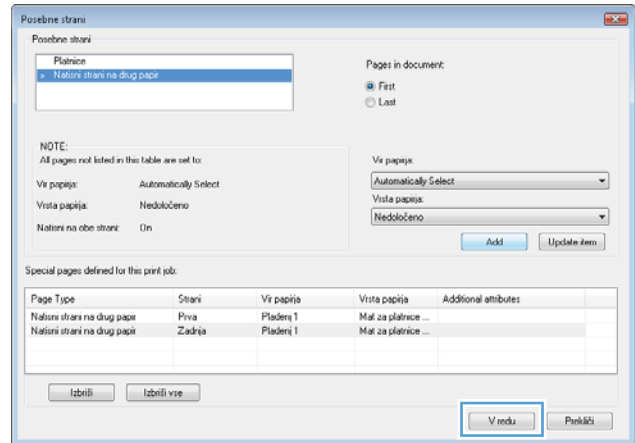 Posebne strani
Posebne strani
Platnice
» Natisni strani na drug papir
Pages in document:
First
Last
NOTE:
All pages not listed in this table are set to:
Vir papirja: Automatically Select
Vrsta papirja: Nedoločeno
Natisni na obe strani: On
Vir papirja:
Automatically Select
Vrsta papirja:
Nedoločeno
Add Update item
Special pages defined for this print job:
Page Type Strani Vir papirja Vrsta papirja Additional attributes
Natisni strani na drug papir Prva Pladenj 1 Mat za platnice ...
Natisni strani na drug papir Zadnja Pladenj 1 Mat za platnice ...
Izbriši Izbriši vse
V redu Prekliči